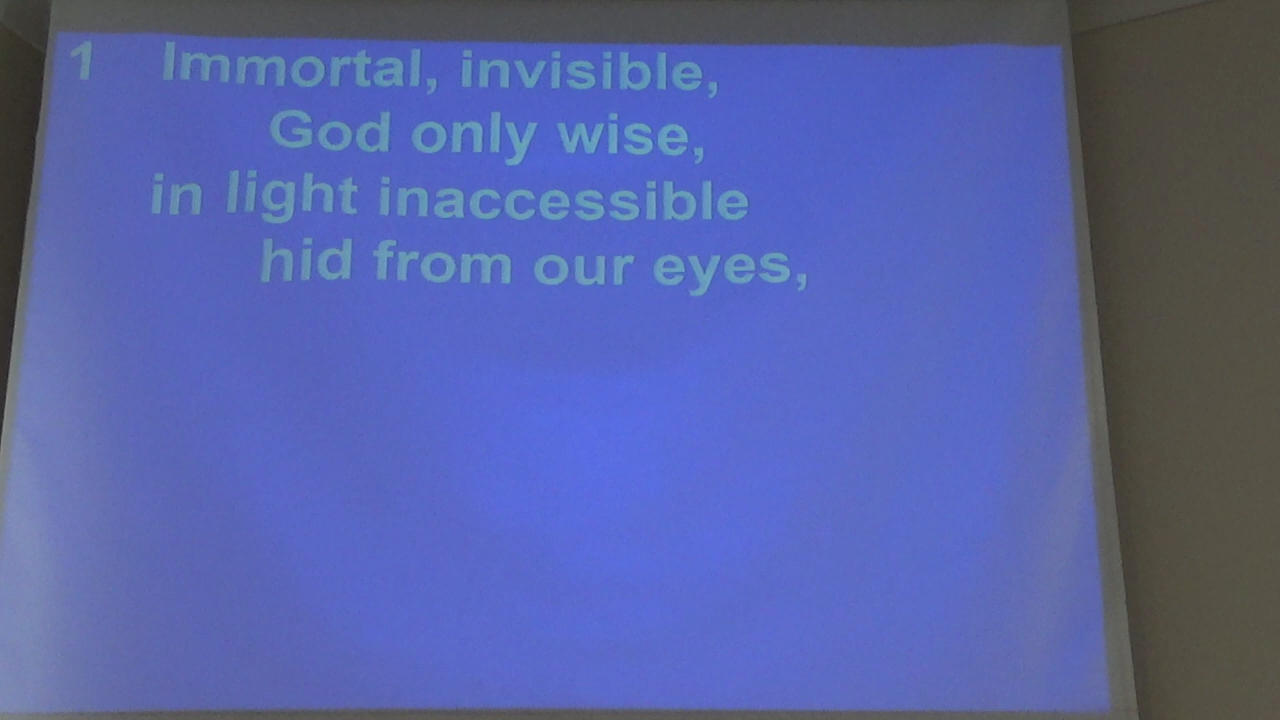 1 Immortal, invisible,
God only wise,
in light inaccessible
hid from our eyes,